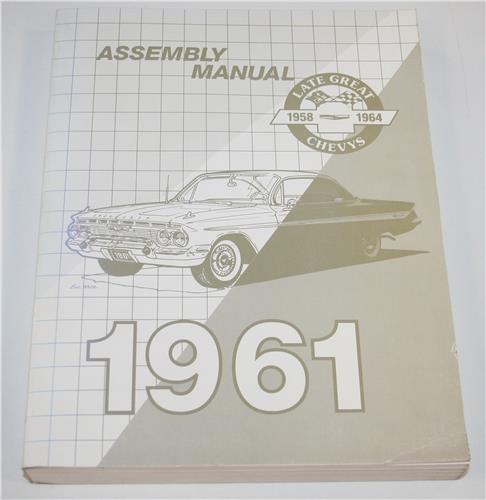 ASSEMBLY
MANUAL
LATE GREAT
1958 1964
CHEVYS
1961